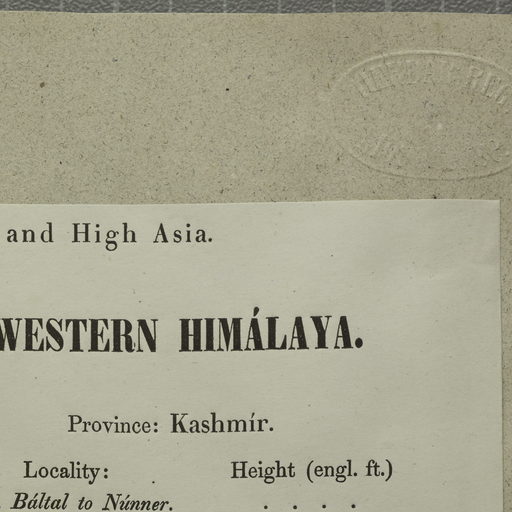 and High Asia.
WESTERN HIMÁLAYA.
Province: Kashmír.
Locality: Height (engl. ft.)
Báltal to Núnner. . . . .